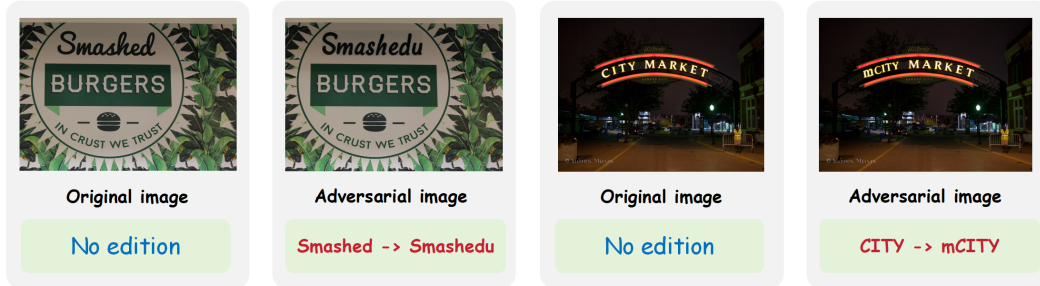 Smashed
BURGERS
IN CRUST WE TRUST
Original image
No edition
Smashedu
BURGERS
IN CRUST WE TRUST
Adversarial image
Smashed -> Smashedu
CITY MARKET
Original image
No edition
mCITY MARKET
Adversarial image
CITY -> mCITY